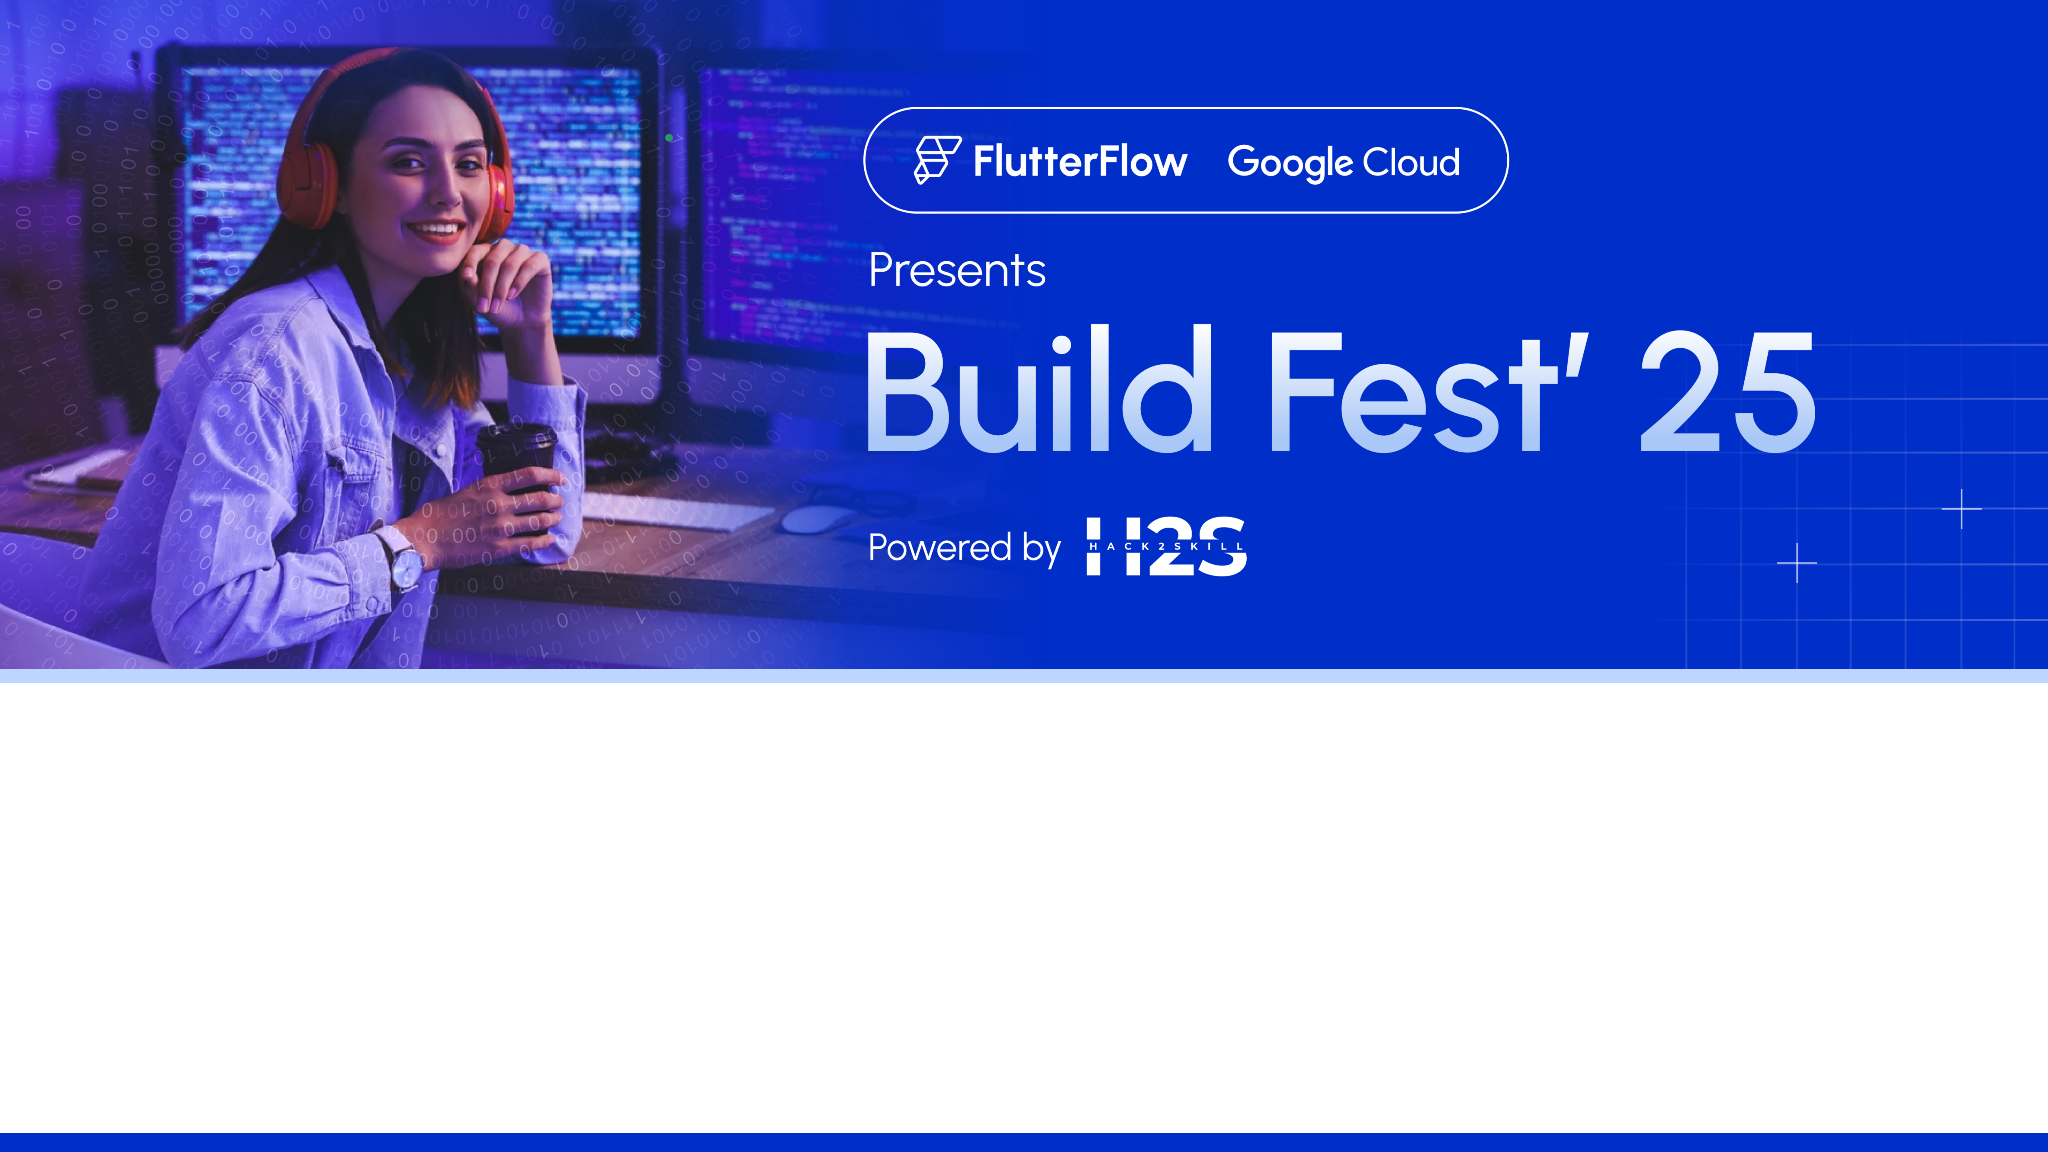 FlutterFlow Google Cloud
Presents
Build Fest' 25
Powered by H2S
HACK2SKILL